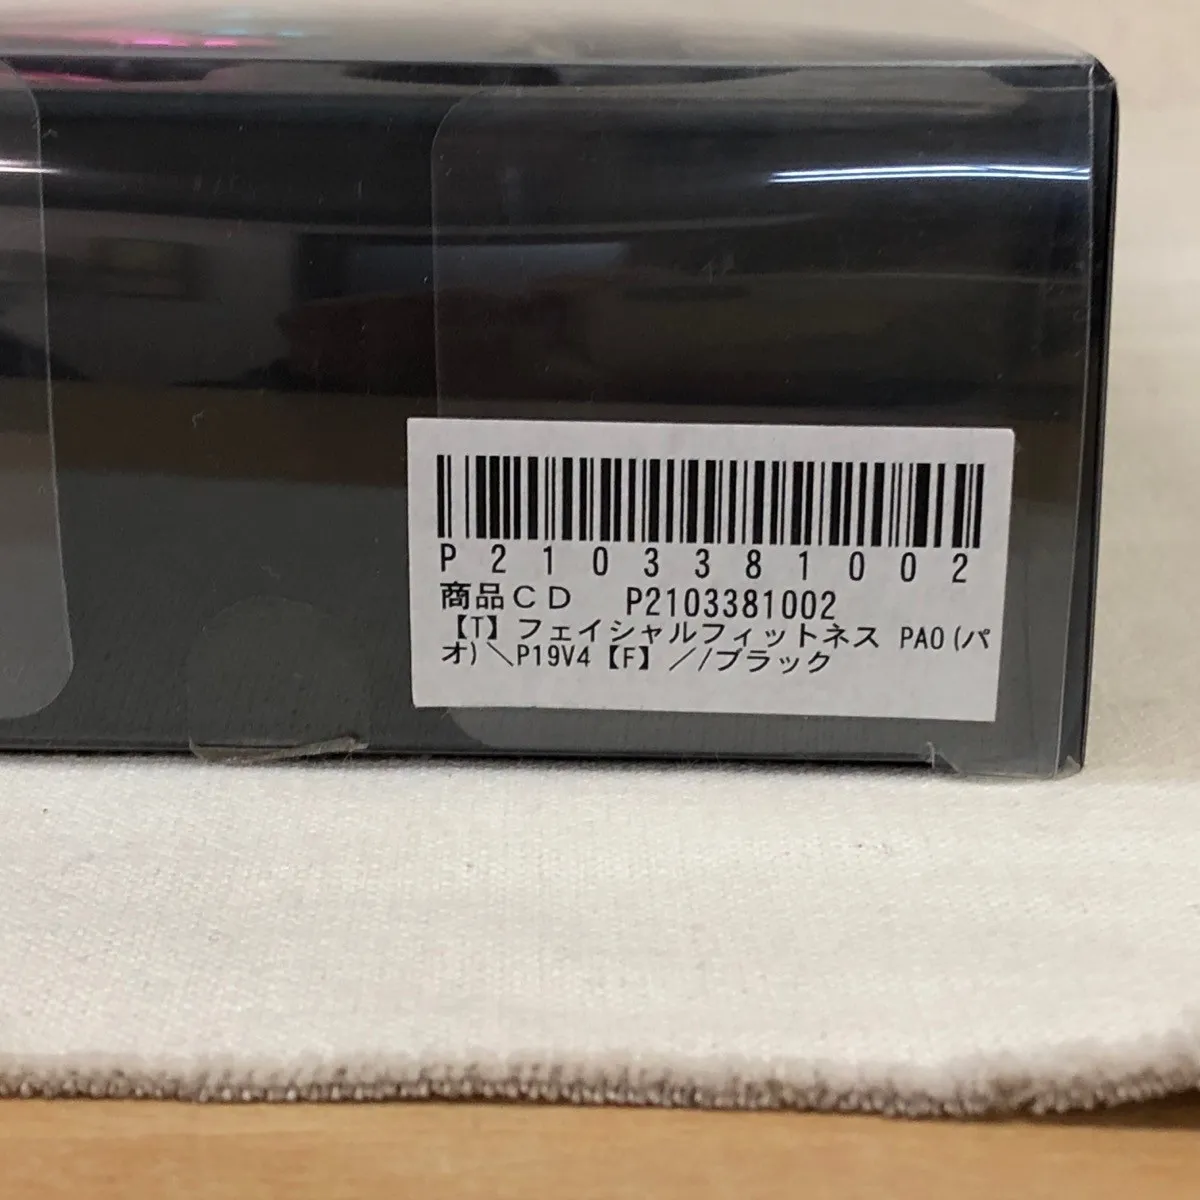 P2103381002
商品CD P2103381002
【T】フェイシャルフィットネス PAO(パ
オ)＼P19V4【F】／/ブラック